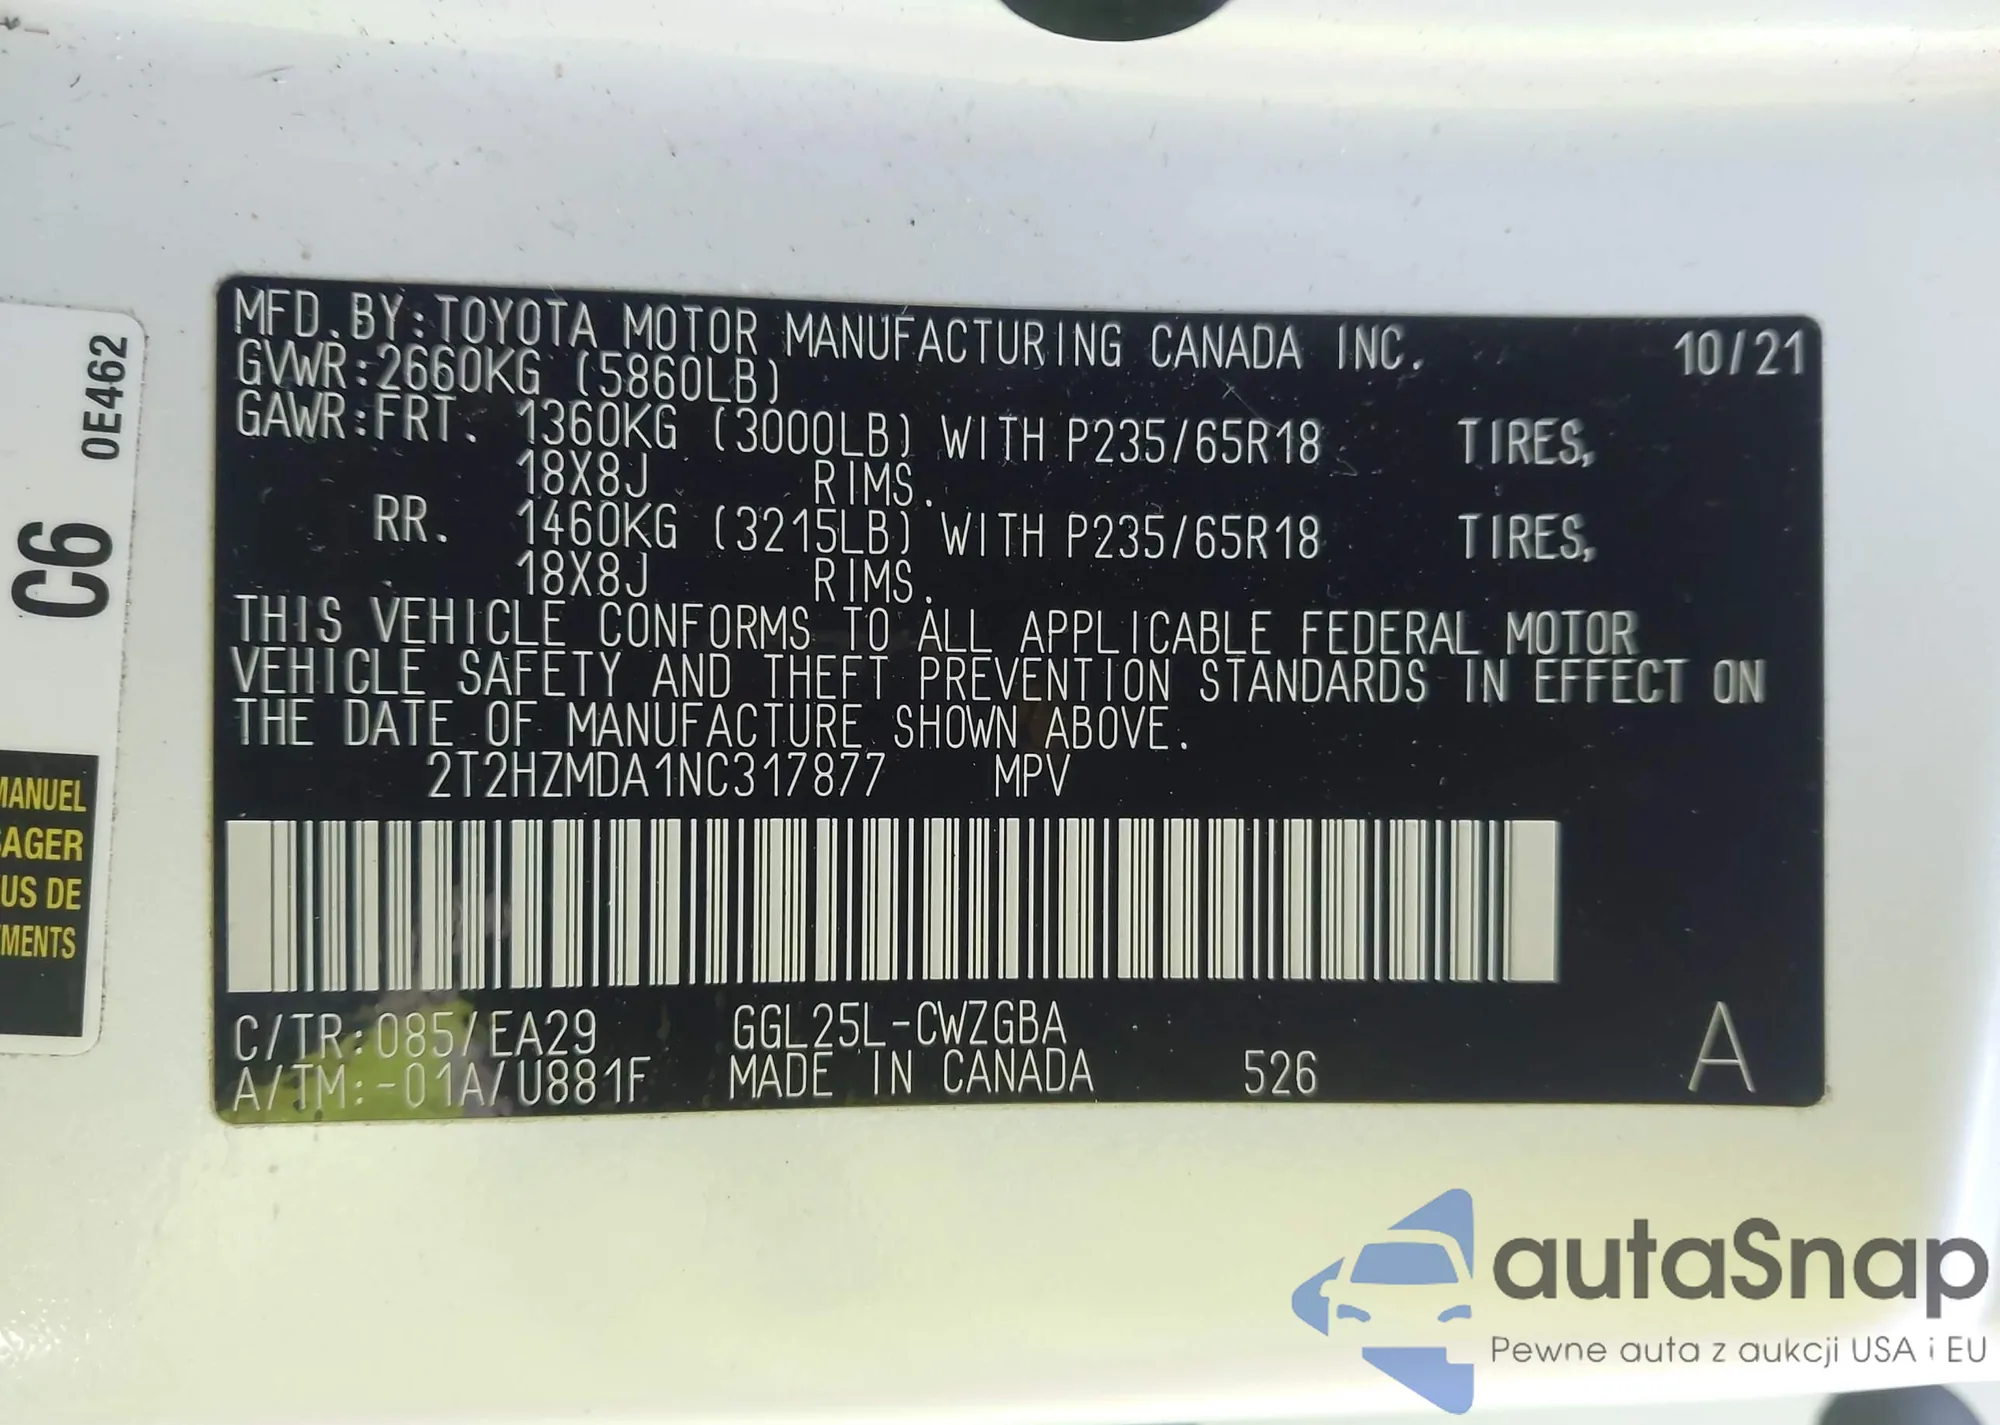 MFD.BY:TOYOTA MOTOR MANUFACTURING CANADA INC. 10/21
GVWR:2660KG (5860LB)
GAWR:FRT. 1360KG (3000LB) WITH P235/65R18 TIRES,
18X8J RIMS.
RR. 1460KG (3215LB) WITH P235/65R18 TIRES,
18X8J RIMS.
THIS VEHICLE CONFORMS TO ALL APPLICABLE FEDERAL MOTOR
VEHICLE SAFETY AND THEFT PREVENTION STANDARDS IN EFFECT ON
THE DATE OF MANUFACTURE SHOWN ABOVE.
2T2HZMDA1NC317877 MPV
C/TR:085/EA29 GGL25L-CWZGBA
A/TM:-01A/U881F MADE IN CANADA 526 A
0E462
C6
MANUEL
AGER
US DE
MENTS
autaSnap
Pewne auta z aukcji USA i EU